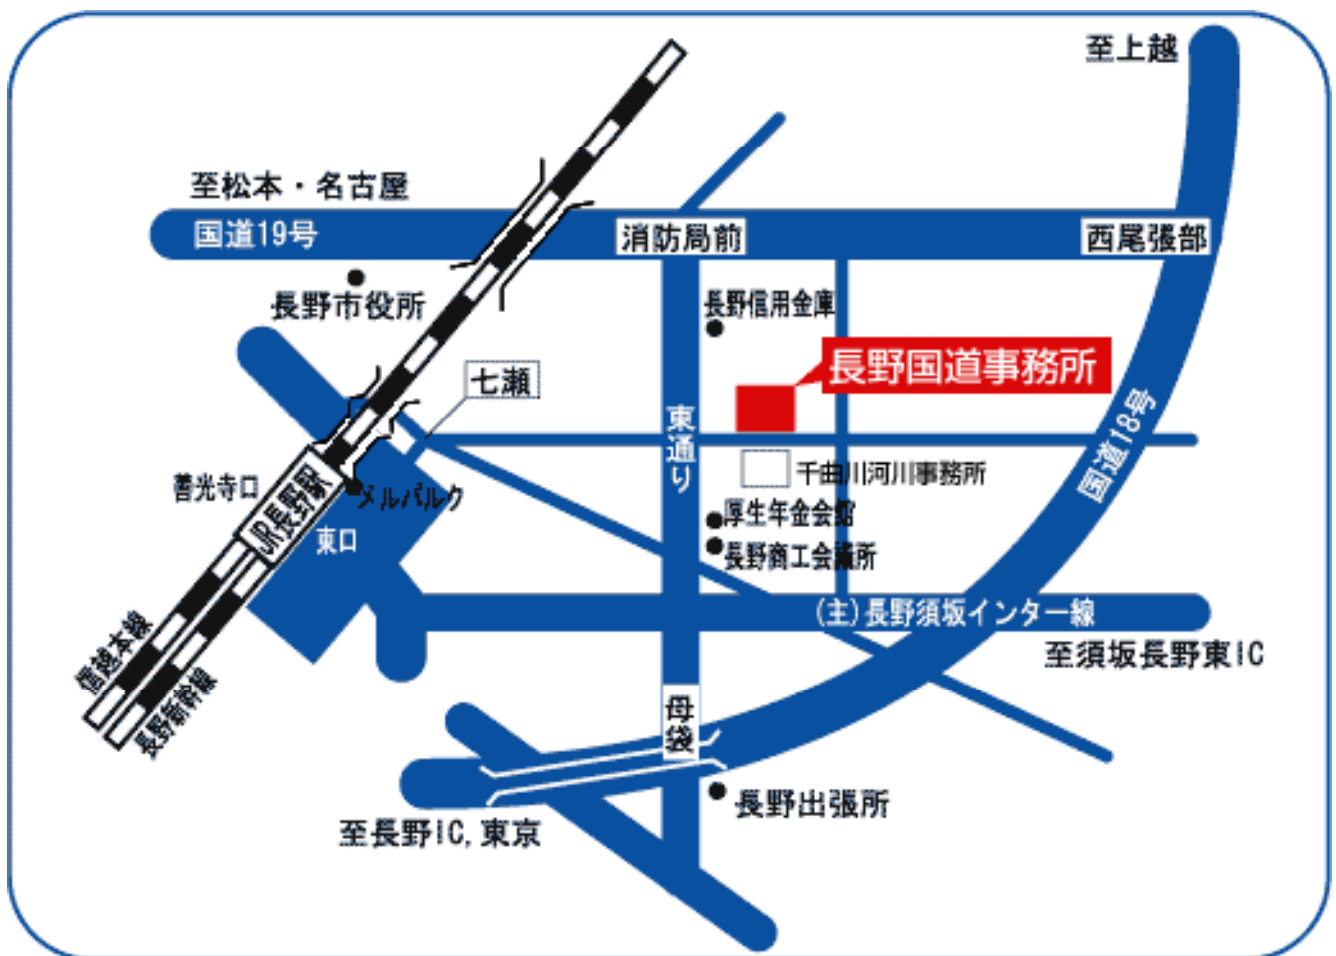 至上越
至松本・名古屋
国道19号
消防局前
西尾張部
長野市役所
長野信用金庫
長野国道事務所
七瀬
東通り
国道18号
千曲川河川事務所
善光寺口
JR長野駅
メルパルク
東口
厚生年金会館
長野商工会議所
(主)長野須坂インター線
至須坂長野東IC
信越本線
長野新幹線
母袋
長野出張所
至長野IC,東京